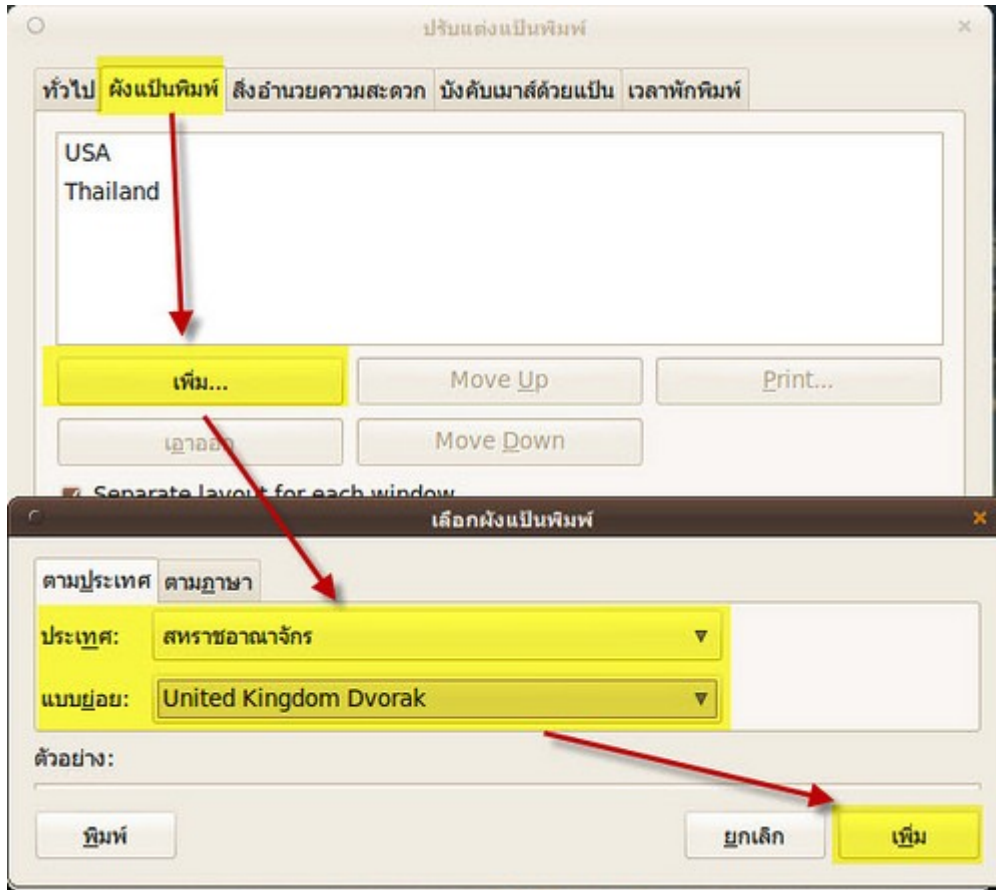 ปรับแต่งแป้นพิมพ์
ทั่วไป ผังแป้นพิมพ์ สิ่งอำนวยความสะดวก บังคับเมาส์ด้วยแป้น เวลาพักพิมพ์
USA
Thailand
เพิ่ม... Move Up Print...
เอาออก Move Down
Separate layout for each window
เลือกผังแป้นพิมพ์
ตามประเทศ ตามภาษา
ประเทศ: สหราชอาณาจักร
แบบย่อย: United Kingdom Dvorak
ตัวอย่าง:
พิมพ์ ยกเลิก เพิ่ม